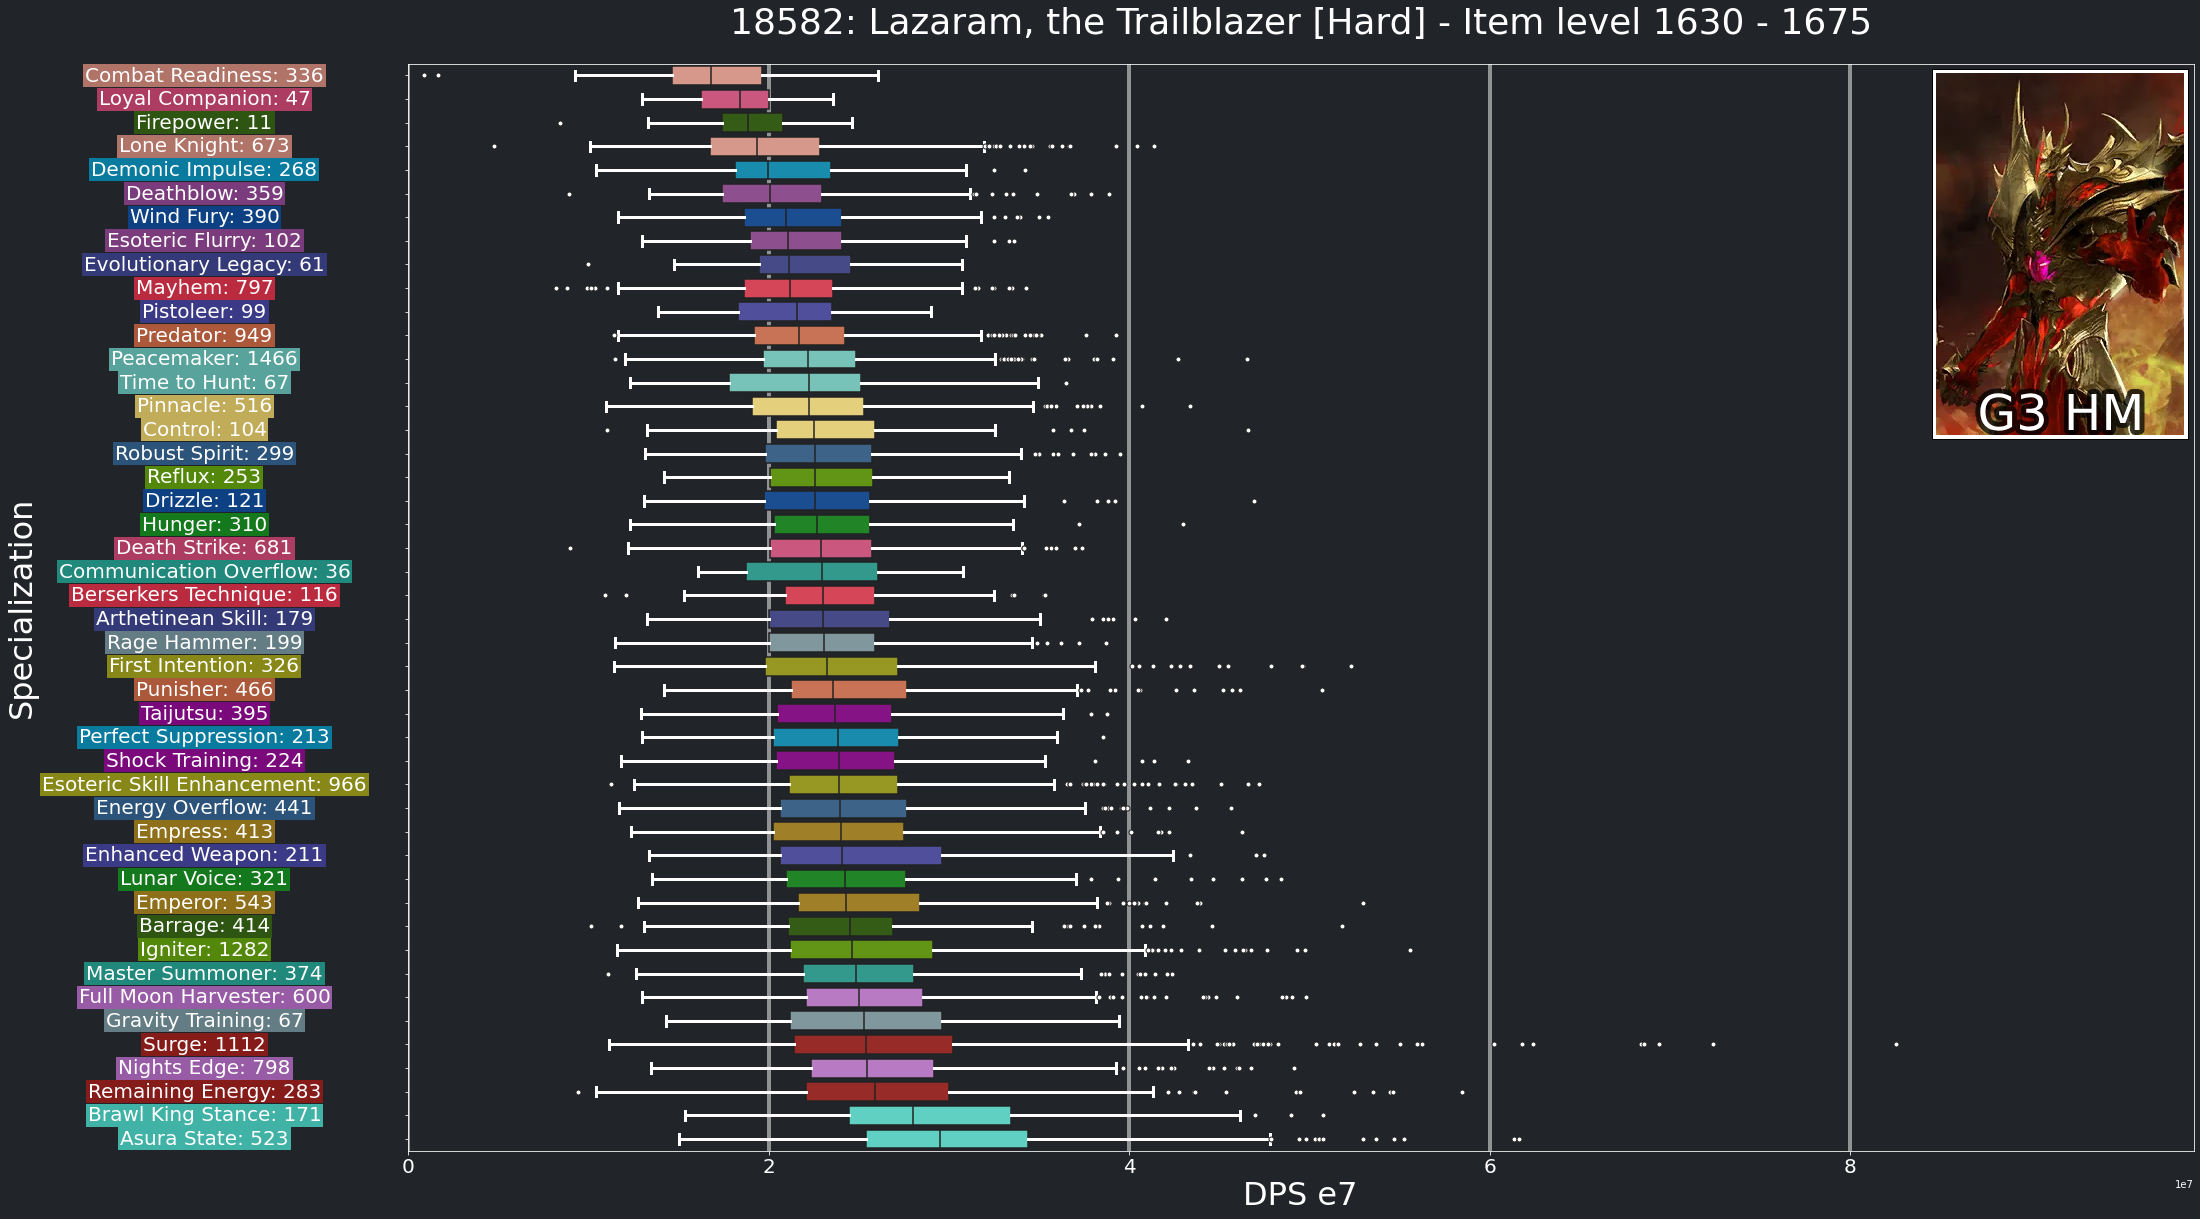 18582: Lazaram, the Trailblazer [Hard] - Item level 1630 - 1675
Combat Readiness: 336
Loyal Companion: 47
Firepower: 11
Lone Knight: 673
Demonic Impulse: 268
Deathblow: 359
Wind Fury: 390
Esoteric Flurry: 102
Evolutionary Legacy: 61
Mayhem: 797
Pistoleer: 99
Predator: 949
Peacemaker: 1466
Time to Hunt: 67
Pinnacle: 516
Control: 104
Robust Spirit: 299
Reflux: 253
Drizzle: 121
Hunger: 310
Death Strike: 681
Communication Overflow: 36
Berserkers Technique: 116
Arthetinean Skill: 179
Rage Hammer: 199
First Intention: 326
Punisher: 466
Taijutsu: 395
Perfect Suppression: 213
Shock Training: 224
Esoteric Skill Enhancement: 966
Energy Overflow: 441
Empress: 413
Enhanced Weapon: 211
Lunar Voice: 321
Emperor: 543
Barrage: 414
Igniter: 1282
Master Summoner: 374
Full Moon Harvester: 600
Gravity Training: 67
Surge: 1112
Nights Edge: 798
Remaining Energy: 283
Brawl King Stance: 171
Asura State: 523
Specialization
G3 HM
0 2 4 6 8
DPS e7
1e7